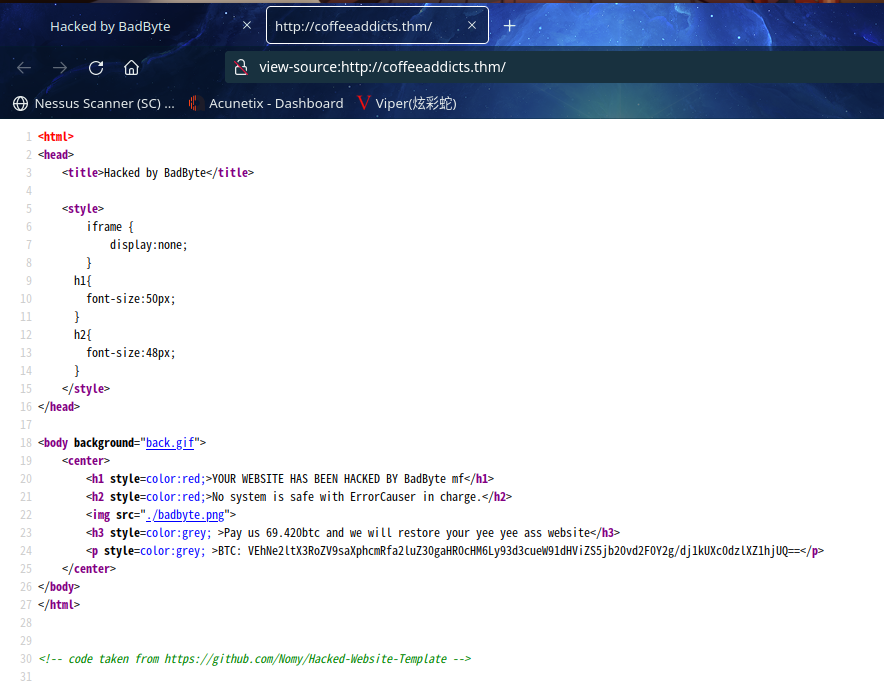 Hacked by BadByte
http://coffeeaddicts.thm/
view-source:http://coffeeaddicts.thm/
Nessus Scanner (SC) ... Acunetix - Dashboard Viper(炫彩蛇)
1 <html>
2 <head>
3 <title>Hacked by BadByte</title>
4
5 <style>
6 iframe {
7 display:none;
8 }
9 h1{
10 font-size:50px;
11 }
12 h2{
13 font-size:48px;
14 }
15 </style>
16 </head>
17
18 <body background="back.gif">
19 <center>
20 <h1 style=color:red;>YOUR WEBSITE HAS BEEN HACKED BY BadByte mf</h1>
21 <h2 style=color:red;>No system is safe with ErrorCauser in charge.</h2>
22 <img src="./badbyte.png">
23 <h3 style=color:grey; >Pay us 69.420btc and we will restore your yee yee ass website</h3>
24 <p style=color:grey; >BTC: VEhNe2ltX3RoZV9saXphcmRfa2luZ30gaHR0cHM6Ly93d3cueW91dHViZS5jb20vd2F0Y2g/dj1kUXc0dzlXZ1hjUQ==</p>
25 </center>
26 </body>
27 </html>
28
29
30 <!-- code taken from https://github.com/Nomy/Hacked-Website-Template -->
31